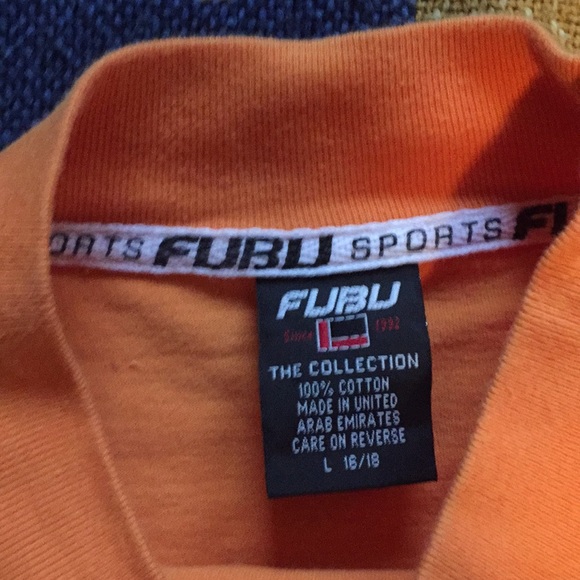 ORTS FUBU SPORTS FU
FUBU
Since 1992
THE COLLECTION
100% COTTON
MADE IN UNITED
ARAB EMIRATES
CARE ON REVERSE
L 16/18